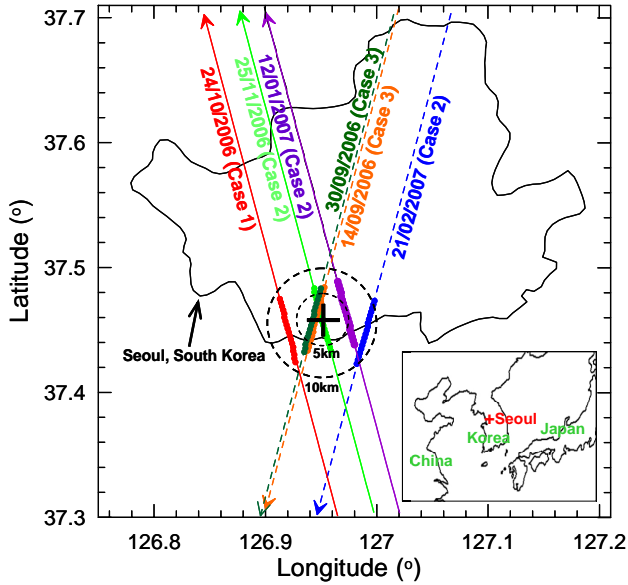 37.7
37.6
37.5
37.4
37.3
Latitude (º)
24/10/2006 (Case 1)
25/11/2006 (Case 2)
12/01/2007 (Case 2)
30/09/2006 (Case 3)
14/09/2006 (Case 3)
21/02/2007 (Case 2)
Seoul, South Korea
5km
10km
+Seoul
Korea
Japan
China
126.8
126.9
127
127.1
127.2
Longitude (º)